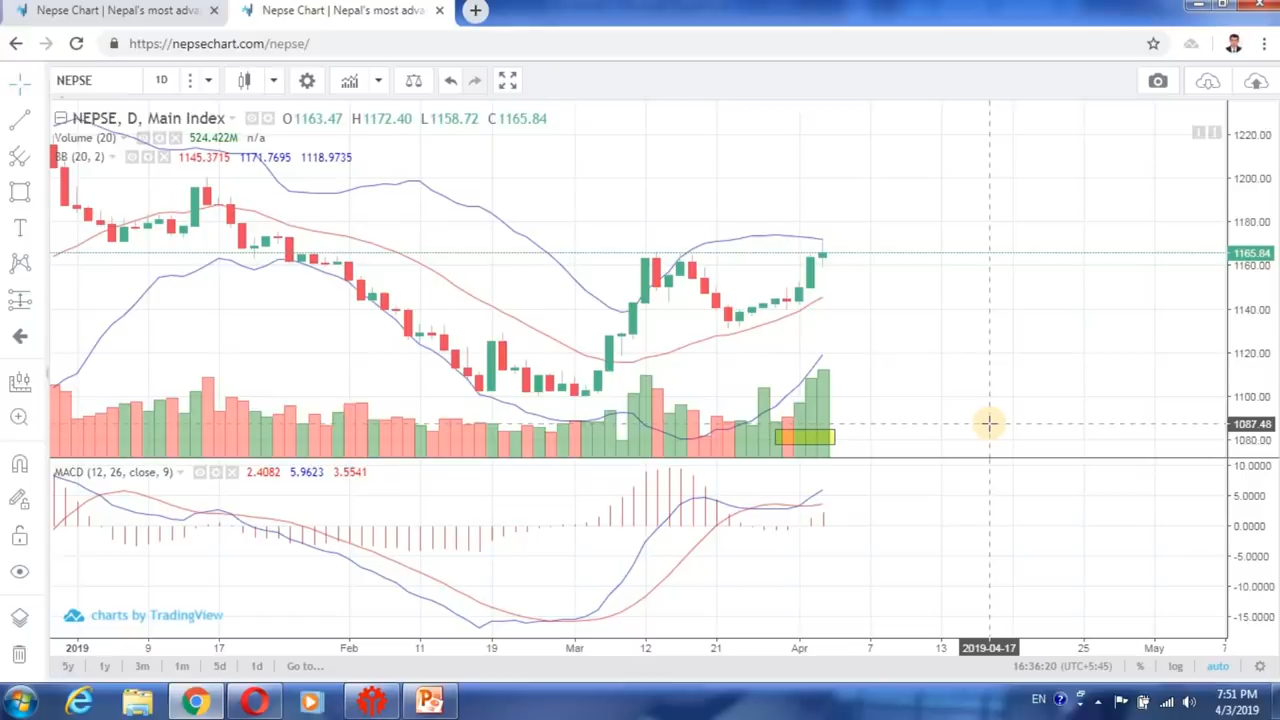 Nepse Chart | Nepal's most adva
Nepse Chart | Nepal's most adva
https://nepsechart.com/nepse/
NEPSE 1D
NEPSE, D, Main Index O1163.47 H1172.40 L1158.72 C1165.84
Volume (20) 524.422M n/a
BB (20, 2) 1145.3715 1171.7695 1118.9735
1220.00
1200.00
1180.00
1165.84
1160.00
1140.00
1120.00
1100.00
1087.48
1080.00
MACD (12, 26, close, 9) 2.4082 5.9623 3.5541
10.0000
5.0000
0.0000
-5.0000
-10.0000
-15.0000
charts by TradingView
2019 9 17 Feb 11 19 Mar 12 21 Apr 7 13 2019-04-17 25 May 7
5y 1y 3m 1m 5d 1d Go to... 16:36:20 (UTC+5:45) % log auto
EN
7:51 PM
4/3/2019